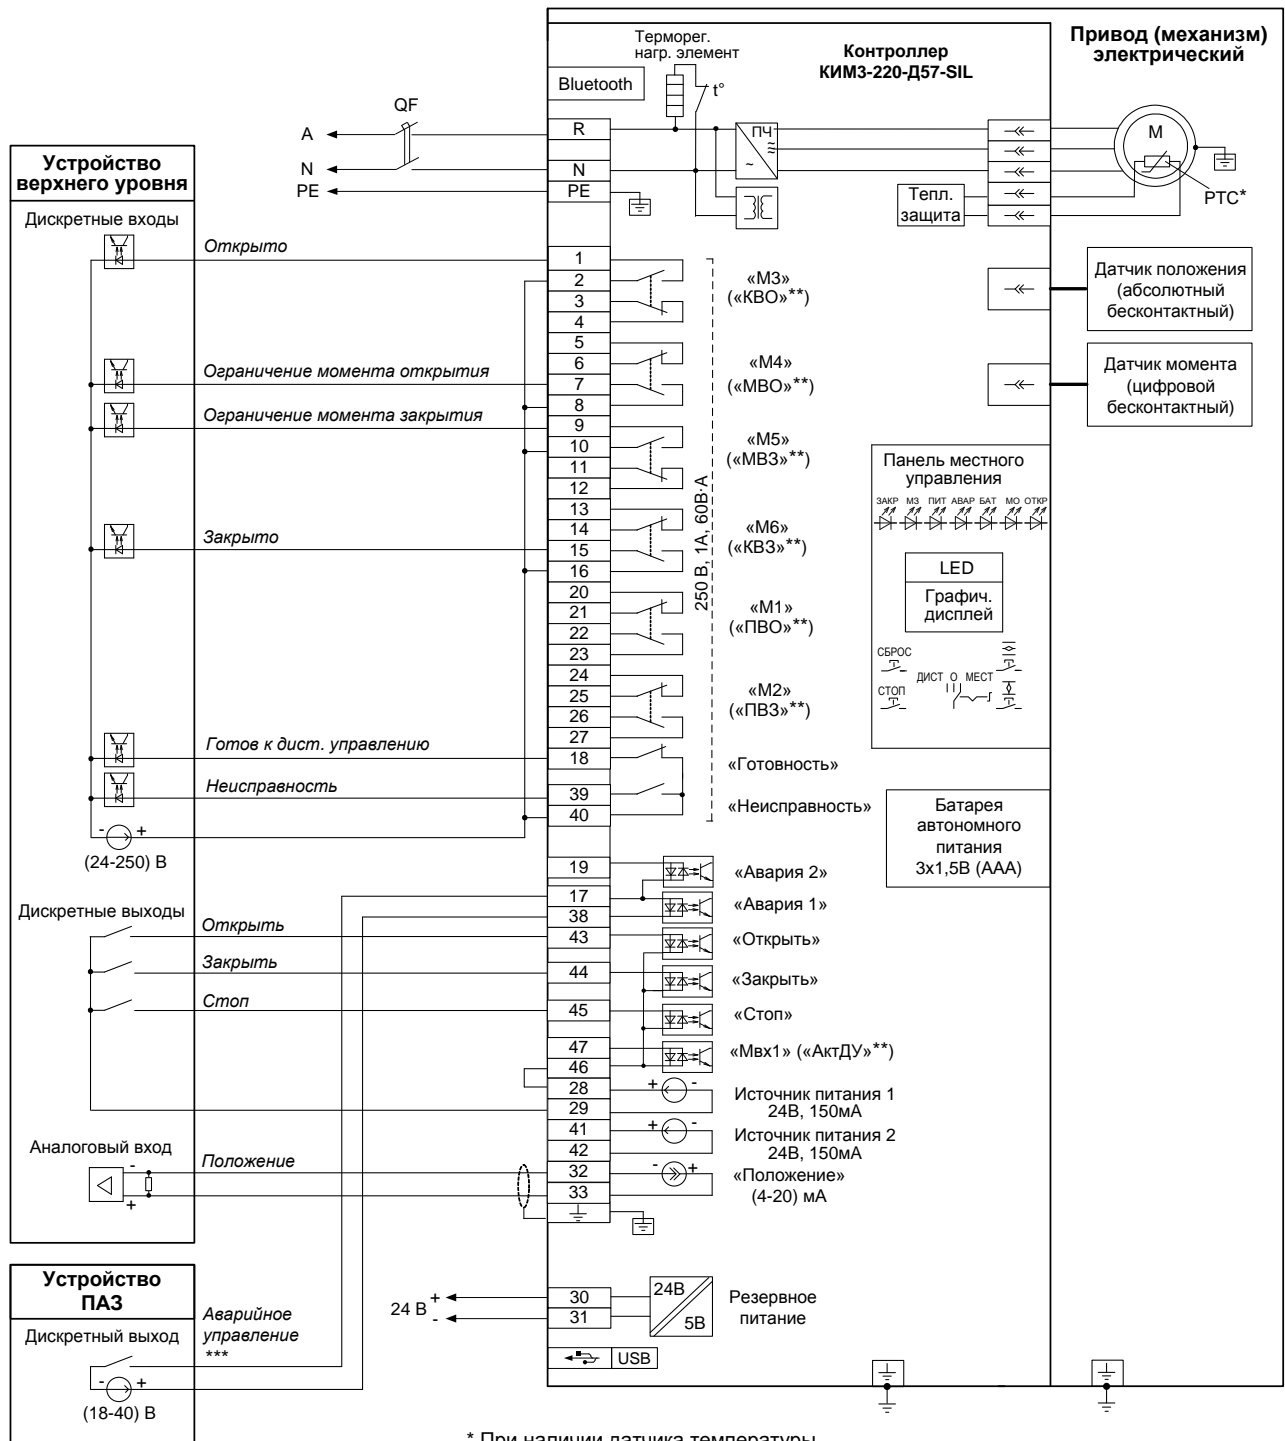 Терморег.
нагр. элемент
Контроллер
КИМ3-220-Д57-SIL
Привод (механизм)
электрический
Bluetooth
t°
QF
A
R
ПЧ
~
≈
M
N
N
PE
PE
Тепл.
защита
PTC*
Устройство
верхнего уровня
Дискретные входы
Открыто
1
2
3
4
«М3»
(«КВО»**)
Датчик положения
(абсолютный
бесконтактный)
Ограничение момента открытия
5
6
7
8
«М4»
(«МВО»**)
Датчик момента
(цифровой
бесконтактный)
Ограничение момента закрытия
9
10
11
12
«М5»
(«МВЗ»**)
250 В, 1А, 60В·А
Панель местного
управления
ЗАКР МЗ ПИТ АВАР БАТ МО ОТКР
Закрыто
13
14
15
16
«М6»
(«КВЗ»**)
LED
Графич.
дисплей
20
21
22
23
«М1»
(«ПВО»**)
СБРОС
СТОП
ДИСТ О МЕСТ
24
25
26
27
«М2»
(«ПВЗ»**)
Готов к дист. управлению
18
«Готовность»
Неисправность
39
40
«Неисправность»
- +
(24-250) В
Батарея
автономного
питания
3х1,5В (ААА)
19
«Авария 2»
17
38
«Авария 1»
Дискретные выходы
Открыть
43
«Открыть»
Закрыть
44
«Закрыть»
Стоп
45
«Стоп»
47
46
«Мвх1» («АктДУ»**)
28
29
+ -
Источник питания 1
24В, 150мА
41
42
+ -
Источник питания 2
24В, 150мА
Аналоговый вход
-
+
Положение
32
33
- +
«Положение»
(4-20) мА
Устройство
ПАЗ
Дискретный выход
Аварийное
управление
***
- +
(18-40) В
24 В
+
-
30
31
24В
5В
Резервное
питание
USB
* При наличии датчика температуры